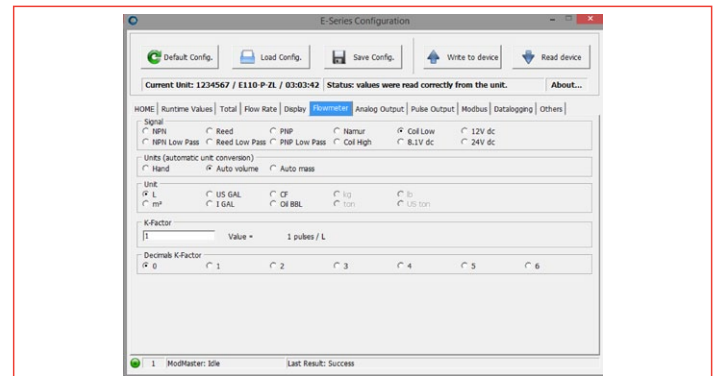 E-Series Configuration
Default Config. Load Config. Save Config. Write to device Read device
Current Unit: 1234567 / E110-P-ZL / 03:03:42 Status: values were read correctly from the unit. About...
HOME Runtime Values Total Flow Rate Display Flowmeter Analog Output Pulse Output Modbus Datalogging Others
Signal
NPN Reed PNP Namur Coil Low 12V dc
NPN Low Pass Reed Low Pass PNP Low Pass Coil High 8.1V dc 24V dc
Units (automatic unit conversion)
Hand Auto volume Auto mass
Unit
L US GAL CF kg lb
m³ I GAL Oil BBL ton US ton
K-Factor
1 Value = 1 pulses / L
Decimals K-Factor
0 1 2 3 4 5 6
1 ModMaster: Idle Last Result: Success